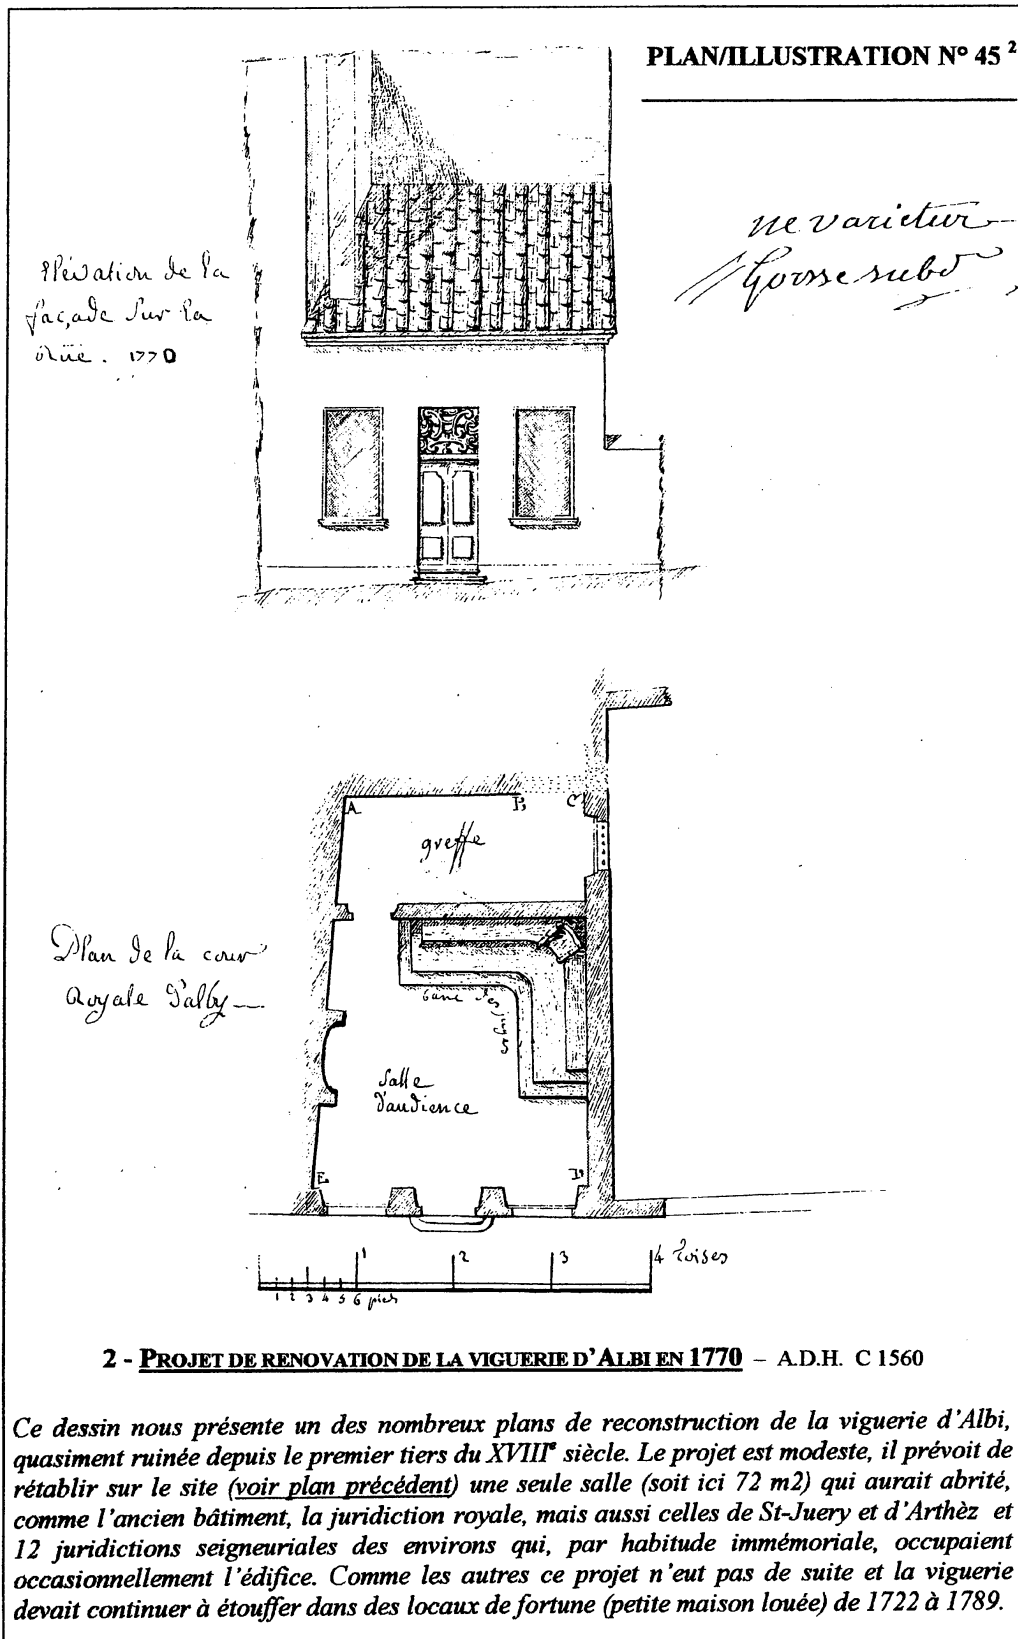 PLAN/ILLUSTRATION N° 45 ²
ne varietur
Gorsse subd
Élévation de la
façade sur la
Rüe. 1770
A B C
greffe
Plan de la cour
Royale d'alby
banc des juges
Salle
d'audience
E D
1 2 3 4 Toises
1 2 3 4 5 6 pieds
2 - PROJET DE RENOVATION DE LA VIGUERIE D'ALBI EN 1770 – A.D.H. C 1560
Ce dessin nous présente un des nombreux plans de reconstruction de la viguerie d'Albi,
quasiment ruinée depuis le premier tiers du XVIIIᵉ siècle. Le projet est modeste, il prévoit de
rétablir sur le site (voir plan précédent) une seule salle (soit ici 72 m2) qui aurait abrité,
comme l'ancien bâtiment, la juridiction royale, mais aussi celles de St-Juery et d'Arthèz et
12 juridictions seigneuriales des environs qui, par habitude immémoriale, occupaient
occasionnellement l'édifice. Comme les autres ce projet n'eut pas de suite et la viguerie
devait continuer à étouffer dans des locaux de fortune (petite maison louée) de 1722 à 1789.